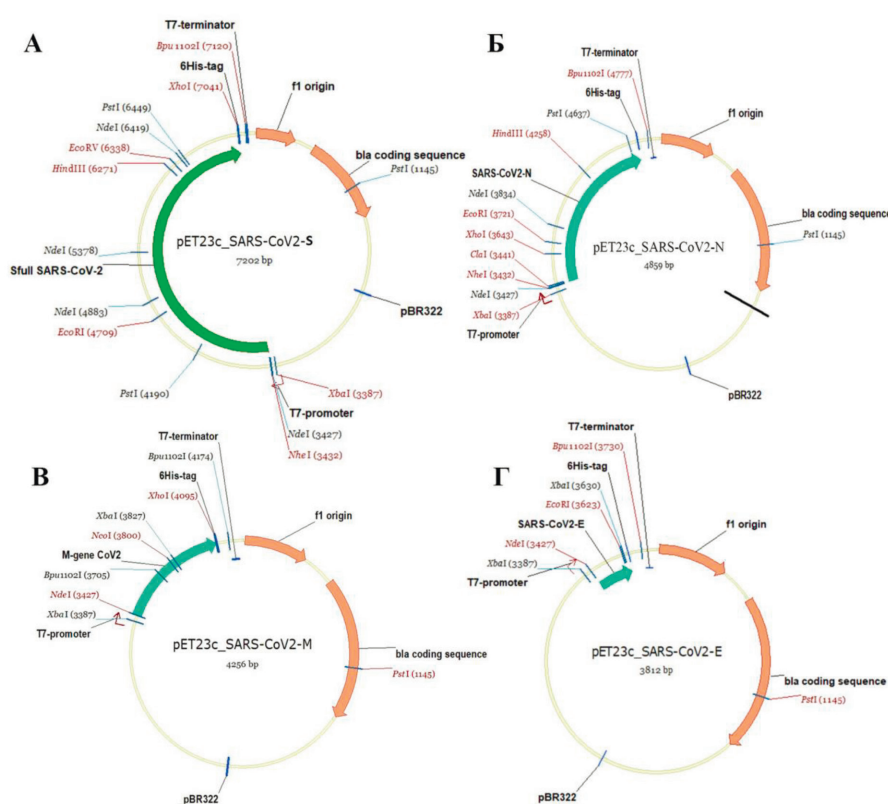 А
T7-terminator
Bpu1102I (7120)
6His-tag
XhoI (7041)
f1 origin
PstI (6449)
NdeI (6419)
EcoRV (6338)
HindIII (6271)
bla coding sequence
PstI (1145)
pET23c_SARS-CoV2-S
7202 bp
NdeI (5378)
Sfull SARS-CoV-2
NdeI (4883)
EcoRI (4709)
pBR322
PstI (4190)
XbaI (3387)
T7-promoter
NdeI (3427)
NheI (3432)
Б
T7-terminator
Bpu1102I (4777)
6His-tag
PstI (4637)
f1 origin
HindIII (4258)
SARS-CoV2-N
NdeI (3834)
EcoRI (3721)
XhoI (3643)
ClaI (3441)
NheI (3432)
NdeI (3427)
XbaI (3387)
T7-promoter
bla coding sequence
PstI (1145)
pET23c_SARS-CoV2-N
4859 bp
pBR322
В
T7-terminator
Bpu1102I (4174)
6His-tag
XhoI (4095)
f1 origin
XbaI (3827)
NcoI (3800)
M-gene CoV2
Bpu1102I (3705)
NdeI (3427)
XbaI (3387)
T7-promoter
pET23c_SARS-CoV2-M
4256 bp
bla coding sequence
PstI (1145)
pBR322
Г
T7-terminator
Bpu1102I (3730)
6His-tag
XbaI (3630)
EcoRI (3623)
SARS-CoV2-E
f1 origin
NdeI (3427)
XbaI (3387)
T7-promoter
pET23c_SARS-CoV2-E
3812 bp
bla coding sequence
PstI (1145)
pBR322